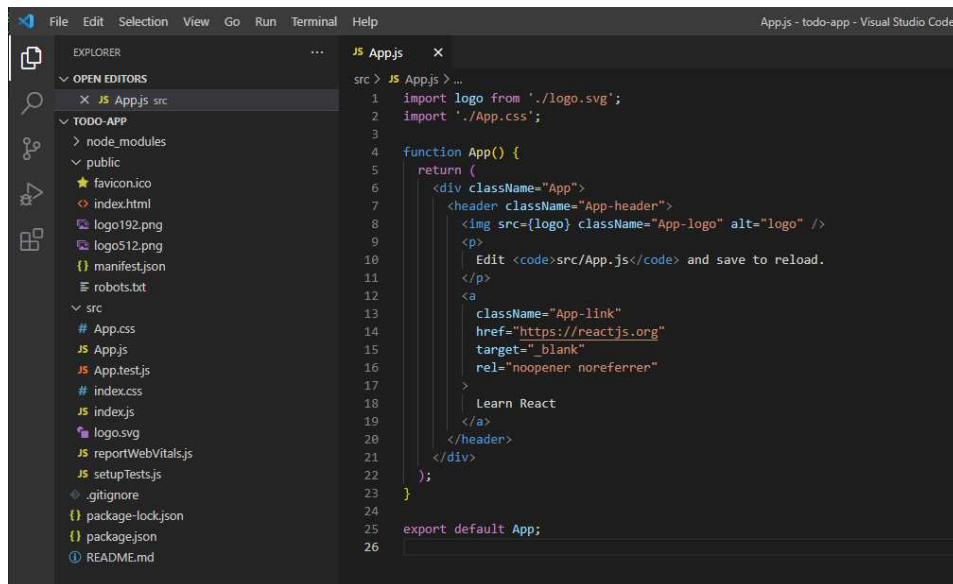 File Edit Selection View Go Run Terminal Help
App.js - todo-app - Visual Studio Code
EXPLORER
OPEN EDITORS
JS App.js src
TODO-APP
node_modules
public
favicon.ico
index.html
logo192.png
logo512.png
{} manifest.json
robots.txt
src
# App.css
JS App.js
JS App.test.js
# index.css
JS index.js
logo.svg
JS reportWebVitals.js
JS setupTests.js
.gitignore
{} package-lock.json
{} package.json
README.md
JS App.js
src > JS App.js > ...
1 import logo from './logo.svg';
2 import './App.css';
3
4 function App() {
5 return (
6 <div className="App">
7 <header className="App-header">
8 <img src={logo} className="App-logo" alt="logo" />
9 <p>
10 Edit <code>src/App.js</code> and save to reload.
11 </p>
12 <a
13 className="App-link"
14 href="https://reactjs.org"
15 target="_blank"
16 rel="noopener noreferrer"
17 >
18 Learn React
19 </a>
20 </header>
21 </div>
22 );
23 }
24
25 export default App;
26